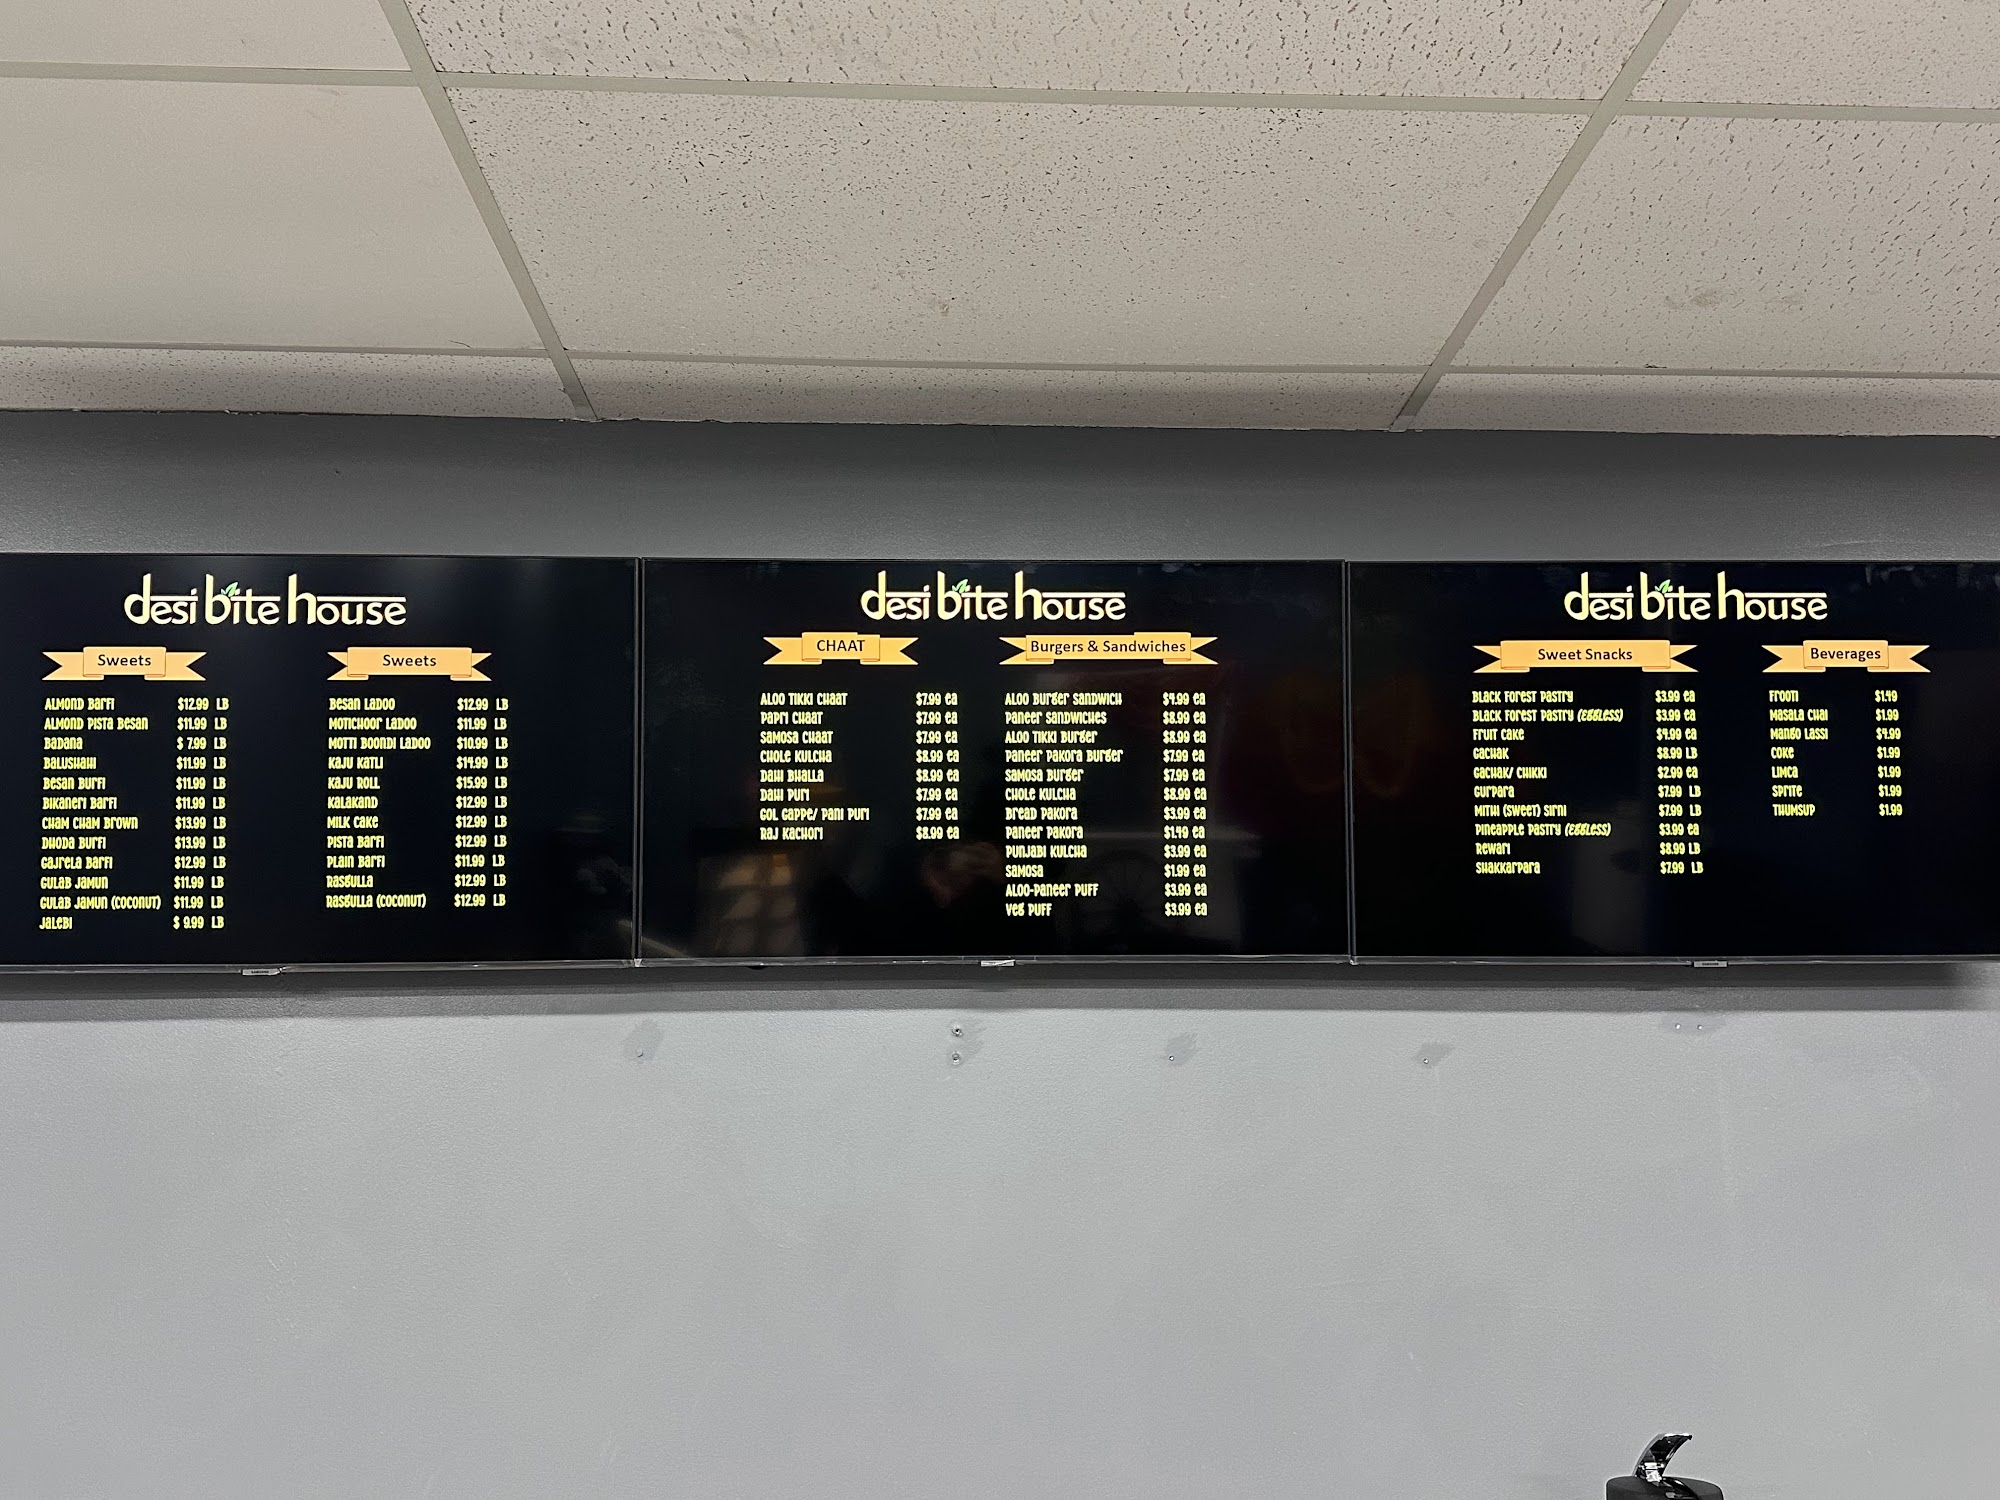 desi bite house
Sweets
ALMOND BARFI $12.99 LB
ALMOND PISTA BESAN $11.99 LB
BADANA $ 7.99 LB
BALUSHAHI $11.99 LB
BESAN BURFI $11.99 LB
BIKANERI BARFI $11.99 LB
CHAM CHAM BROWN $13.99 LB
DHODA BURFI $13.99 LB
GAJRELA BARFI $12.99 LB
GULAB JAMUN $11.99 LB
GULAB JAMUN (COCONUT) $11.99 LB
JALEBI $ 9.99 LB
Sweets
BESAN LADOO $12.99 LB
MOTICHOOR LADOO $11.99 LB
MOTTI BOONDI LADOO $10.99 LB
KAJU KATLI $14.99 LB
KAJU ROLL $15.99 LB
KALAKAND $12.99 LB
MILK CAKE $12.99 LB
PISTA BARFI $12.99 LB
PLAIN BARFI $11.99 LB
RASGULLA $12.99 LB
RASGULLA (COCONUT) $12.99 LB
desi bite house
CHAAT
ALOO TIKKI CHAAT $7.99 ea
PAPRI CHAAT $7.99 ea
SAMOSA CHAAT $7.99 ea
CHOLE KULCHA $8.99 ea
DAHI BHALLA $8.99 ea
DAHI PURI $7.99 ea
GOL GAPPE/ PANI PURI $7.99 ea
RAJ KACHORI $8.99 ea
Burgers & Sandwiches
ALOO BURGER SANDWICH $4.99 ea
PANEER SANDWICHES $8.99 ea
ALOO TIKKI BURGER $8.99 ea
PANEER PAKORA BURGER $7.99 ea
SAMOSA BURGER $7.99 ea
CHOLE KULCHA $8.99 ea
BREAD PAKORA $3.99 ea
PANEER PAKORA $1.49 ea
PUNJABI KULCHA $3.99 ea
SAMOSA $1.99 ea
ALOO-PANEER PUFF $3.99 ea
VEG PUFF $3.99 ea
desi bite house
Sweet Snacks
BLACK FOREST PASTRY $3.99 ea
BLACK FOREST PASTRY (EGGLESS) $3.99 ea
FRUIT CAKE $4.99 ea
GACHAK $8.99 LB
GACHAK/ CHIKKI $2.99 ea
GURPARA $7.99 LB
MITHI (SWEET) SIRNI $7.99 LB
PINEAPPLE PASTRY (EGGLESS) $3.99 ea
REWARI $8.99 LB
SHAKKARPARA $7.99 LB
Beverages
FROOTI $1.49
MASALA CHAI $1.99
MANGO LASSI $4.99
COKE $1.99
LIMCA $1.99
SPRITE $1.99
THUMSUP $1.99